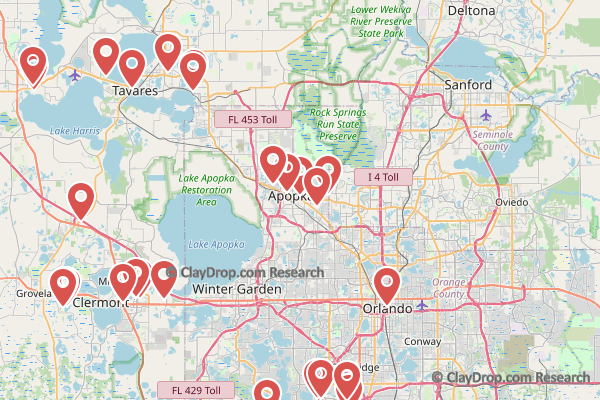 Deltona
Lower Wekiva
River Preserve
State Park
Sanford
Tavares
Rock Springs
Run State
Preserve
FL 453 Toll
Lake Harris
Seminole
County
I 4 Toll
Lake Apopka
Restoration
Area
Apopka
Oviedo
Lake Apopka
© ClayDrop.com Research
Winter Garden
Orange
County
Clermont
Orlando
Conway
FL 429 Toll
© ClayDrop.com Research